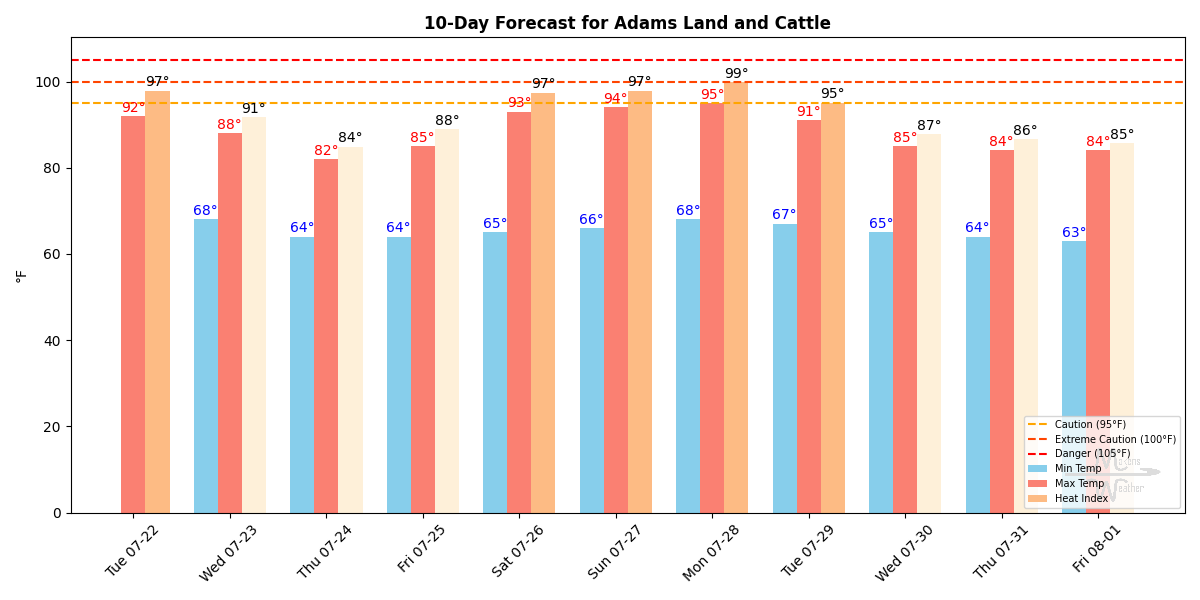 10-Day Forecast for Adams Land and Cattle
°F
100
80
60
40
20
0
92° 97°
68° 88° 91°
64° 82° 84°
64° 85° 88°
65° 93° 97°
66° 94° 97°
68° 95° 99°
67° 91° 95°
65° 85° 87°
64° 84° 86°
63° 84° 85°
Caution (95°F)
Extreme Caution (100°F)
Danger (105°F)
Min Temp
Max Temp
Heat Index
Tue 07-22
Wed 07-23
Thu 07-24
Fri 07-25
Sat 07-26
Sun 07-27
Mon 07-28
Tue 07-29
Wed 07-30
Thu 07-31
Fri 08-01